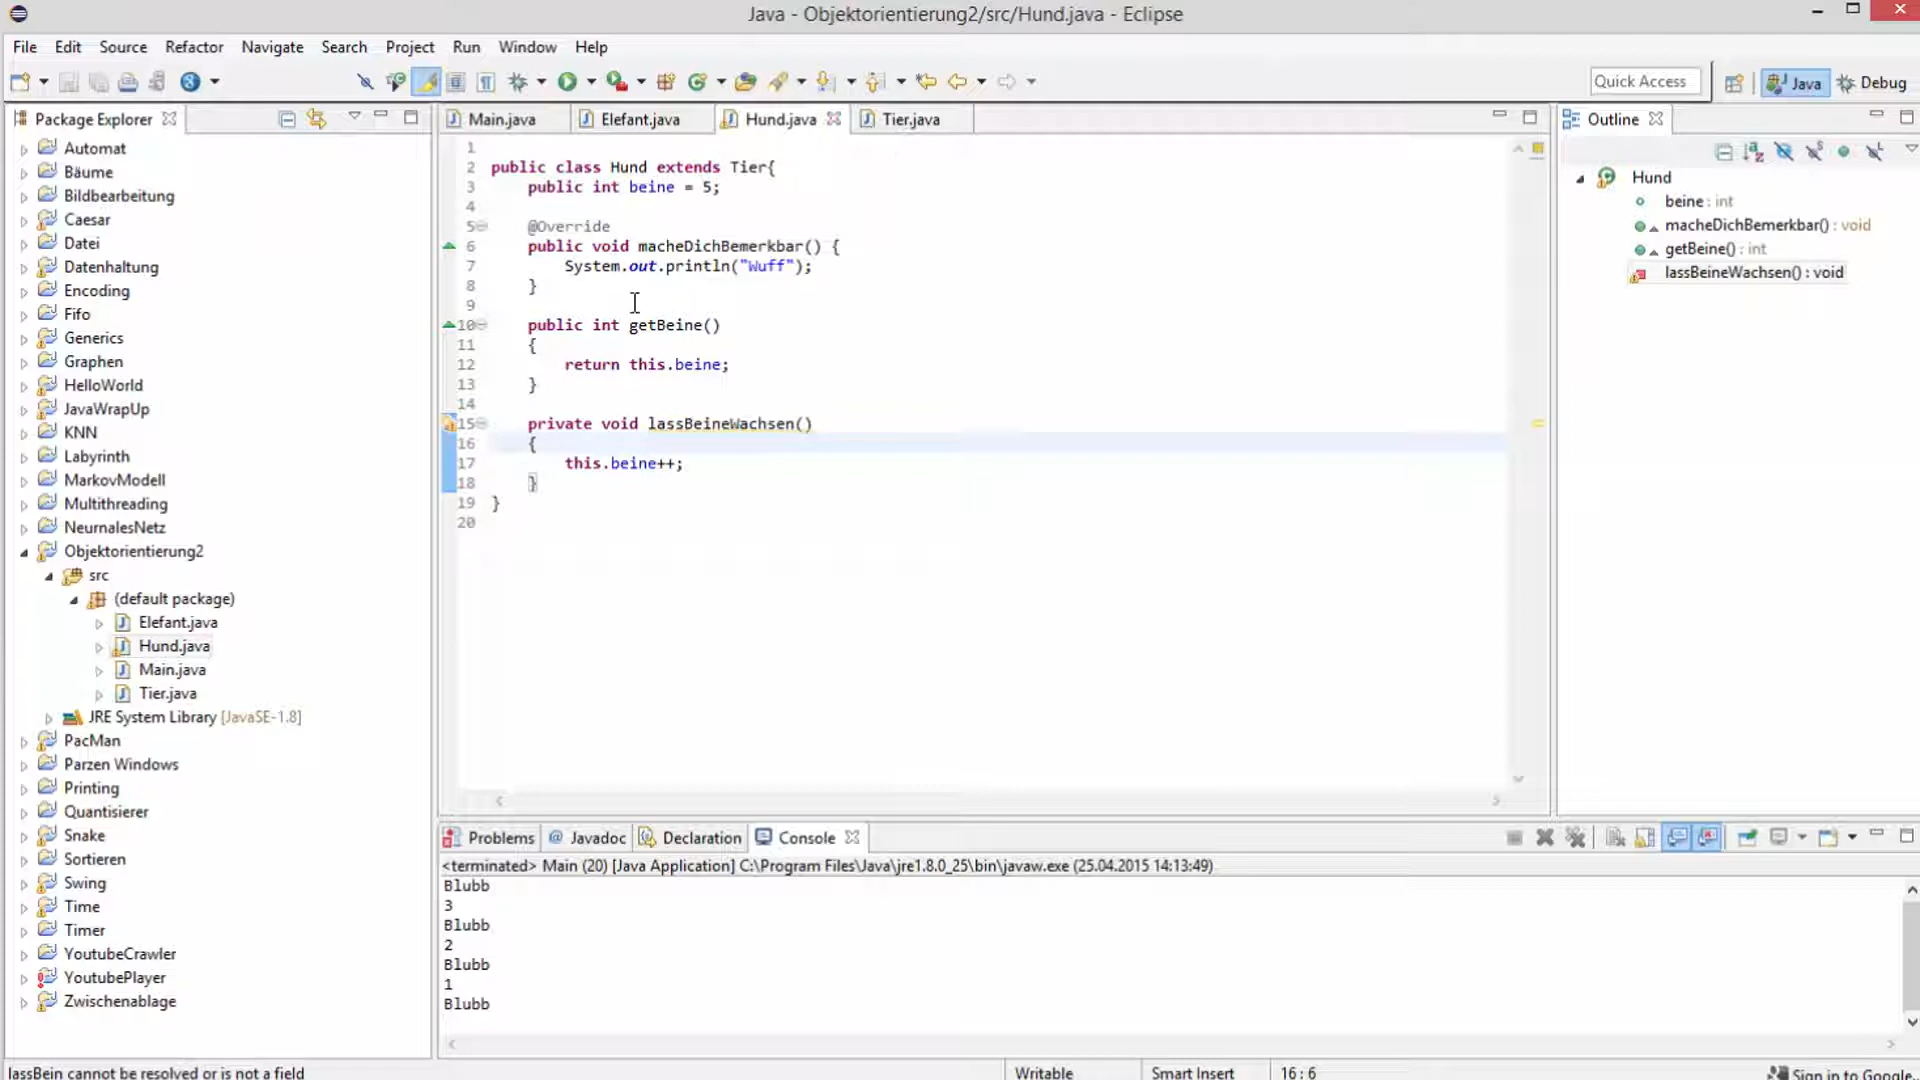 Java - Objektorientierung2/src/Hund.java - Eclipse
File Edit Source Refactor Navigate Search Project Run Window Help
Quick Access Java Debug
Package Explorer
Automat
Bäume
Bildbearbeitung
Caesar
Datei
Datenhaltung
Encoding
Fifo
Generics
Graphen
HelloWorld
JavaWrapUp
KNN
Labyrinth
MarkovModell
Multithreading
NeurnalesNetz
Objektorientierung2
src
(default package)
Elefant.java
Hund.java
Main.java
Tier.java
JRE System Library [JavaSE-1.8]
PacMan
Parzen Windows
Printing
Quantisierer
Snake
Sortieren
Swing
Time
Timer
YoutubeCrawler
YoutubePlayer
Zwischenablage
Main.java Elefant.java Hund.java Tier.java
1
2 public class Hund extends Tier{
3 public int beine = 5;
4
5 @Override
6 public void macheDichBemerkbar() {
7 System.out.println("Wuff");
8 }
9
10 public int getBeine()
11 {
12 return this.beine;
13 }
14
15 private void lassBeineWachsen()
16 {
17 this.beine++;
18 }
19 }
20
Outline
Hund
beine : int
macheDichBemerkbar() : void
getBeine() : int
lassBeineWachsen() : void
Problems @ Javadoc Declaration Console
<terminated> Main (20) [Java Application] C:\Program Files\Java\jre1.8.0_25\bin\javaw.exe (25.04.2015 14:13:49)
Blubb
3
Blubb
2
Blubb
1
Blubb
lassBein cannot be resolved or is not a field Writable Smart Insert 16 : 6 Sign in to Google...